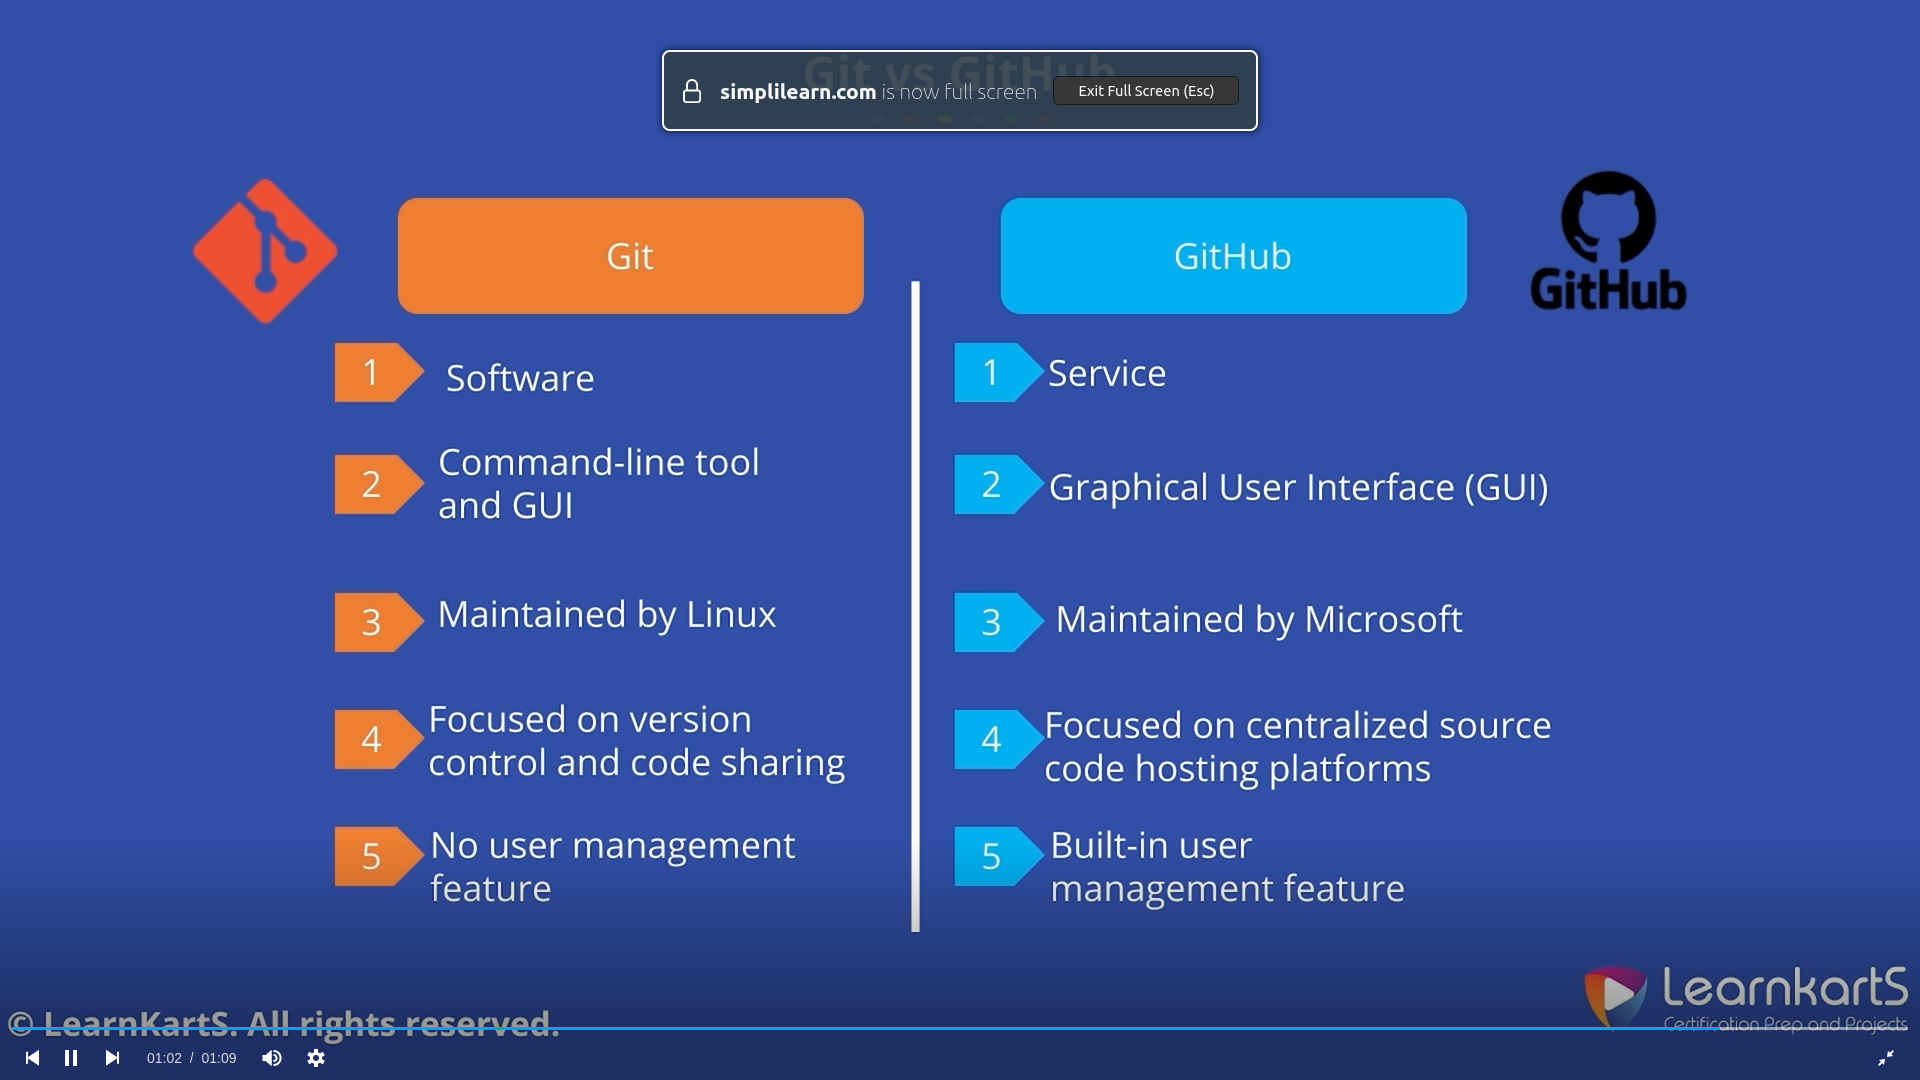 Git vs GitHub
simplilearn.com is now full screen
Exit Full Screen (Esc)
Git
GitHub
GitHub
1 Software
2 Command-line tool
and GUI
3 Maintained by Linux
4 Focused on version
control and code sharing
5 No user management
feature
1 Service
2 Graphical User Interface (GUI)
3 Maintained by Microsoft
4 Focused on centralized source
code hosting platforms
5 Built-in user
management feature
LearnkartS
Certification Prep and Projects
© LearnKartS. All rights reserved.
01:02 / 01:09